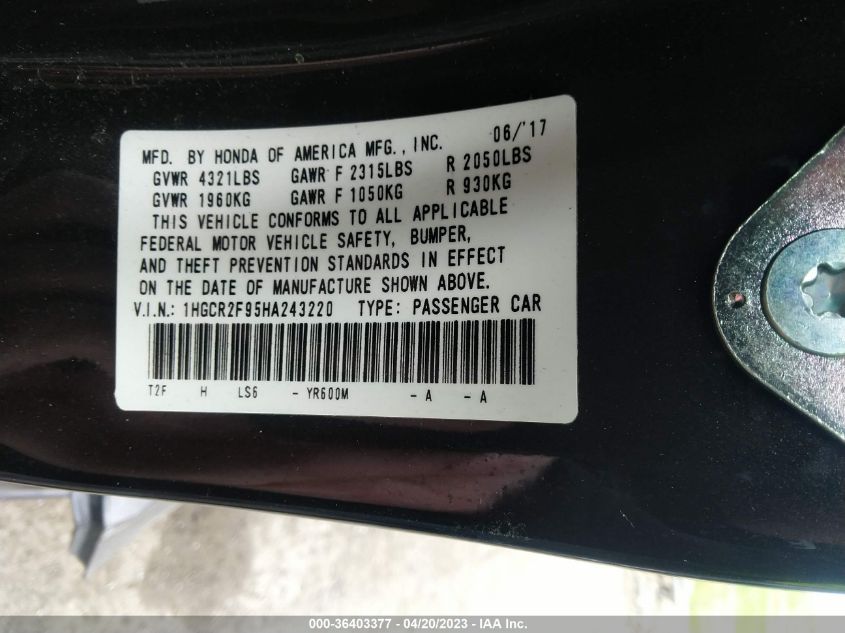 06/'17
MFD. BY HONDA OF AMERICA MFG., INC.
GVWR 4321LBS GAWR F 2315LBS R 2050LBS
GVWR 1960KG GAWR F 1050KG R 930KG
THIS VEHICLE CONFORMS TO ALL APPLICABLE
FEDERAL MOTOR VEHICLE SAFETY, BUMPER,
AND THEFT PREVENTION STANDARDS IN EFFECT
ON THE DATE OF MANUFACTURE SHOWN ABOVE.
V.I.N.: 1HGCR2F95HA243220 TYPE: PASSENGER CAR
T2F H LS6 - YR600M - A - A
000-36403377 - 04/20/2023 - IAA Inc.